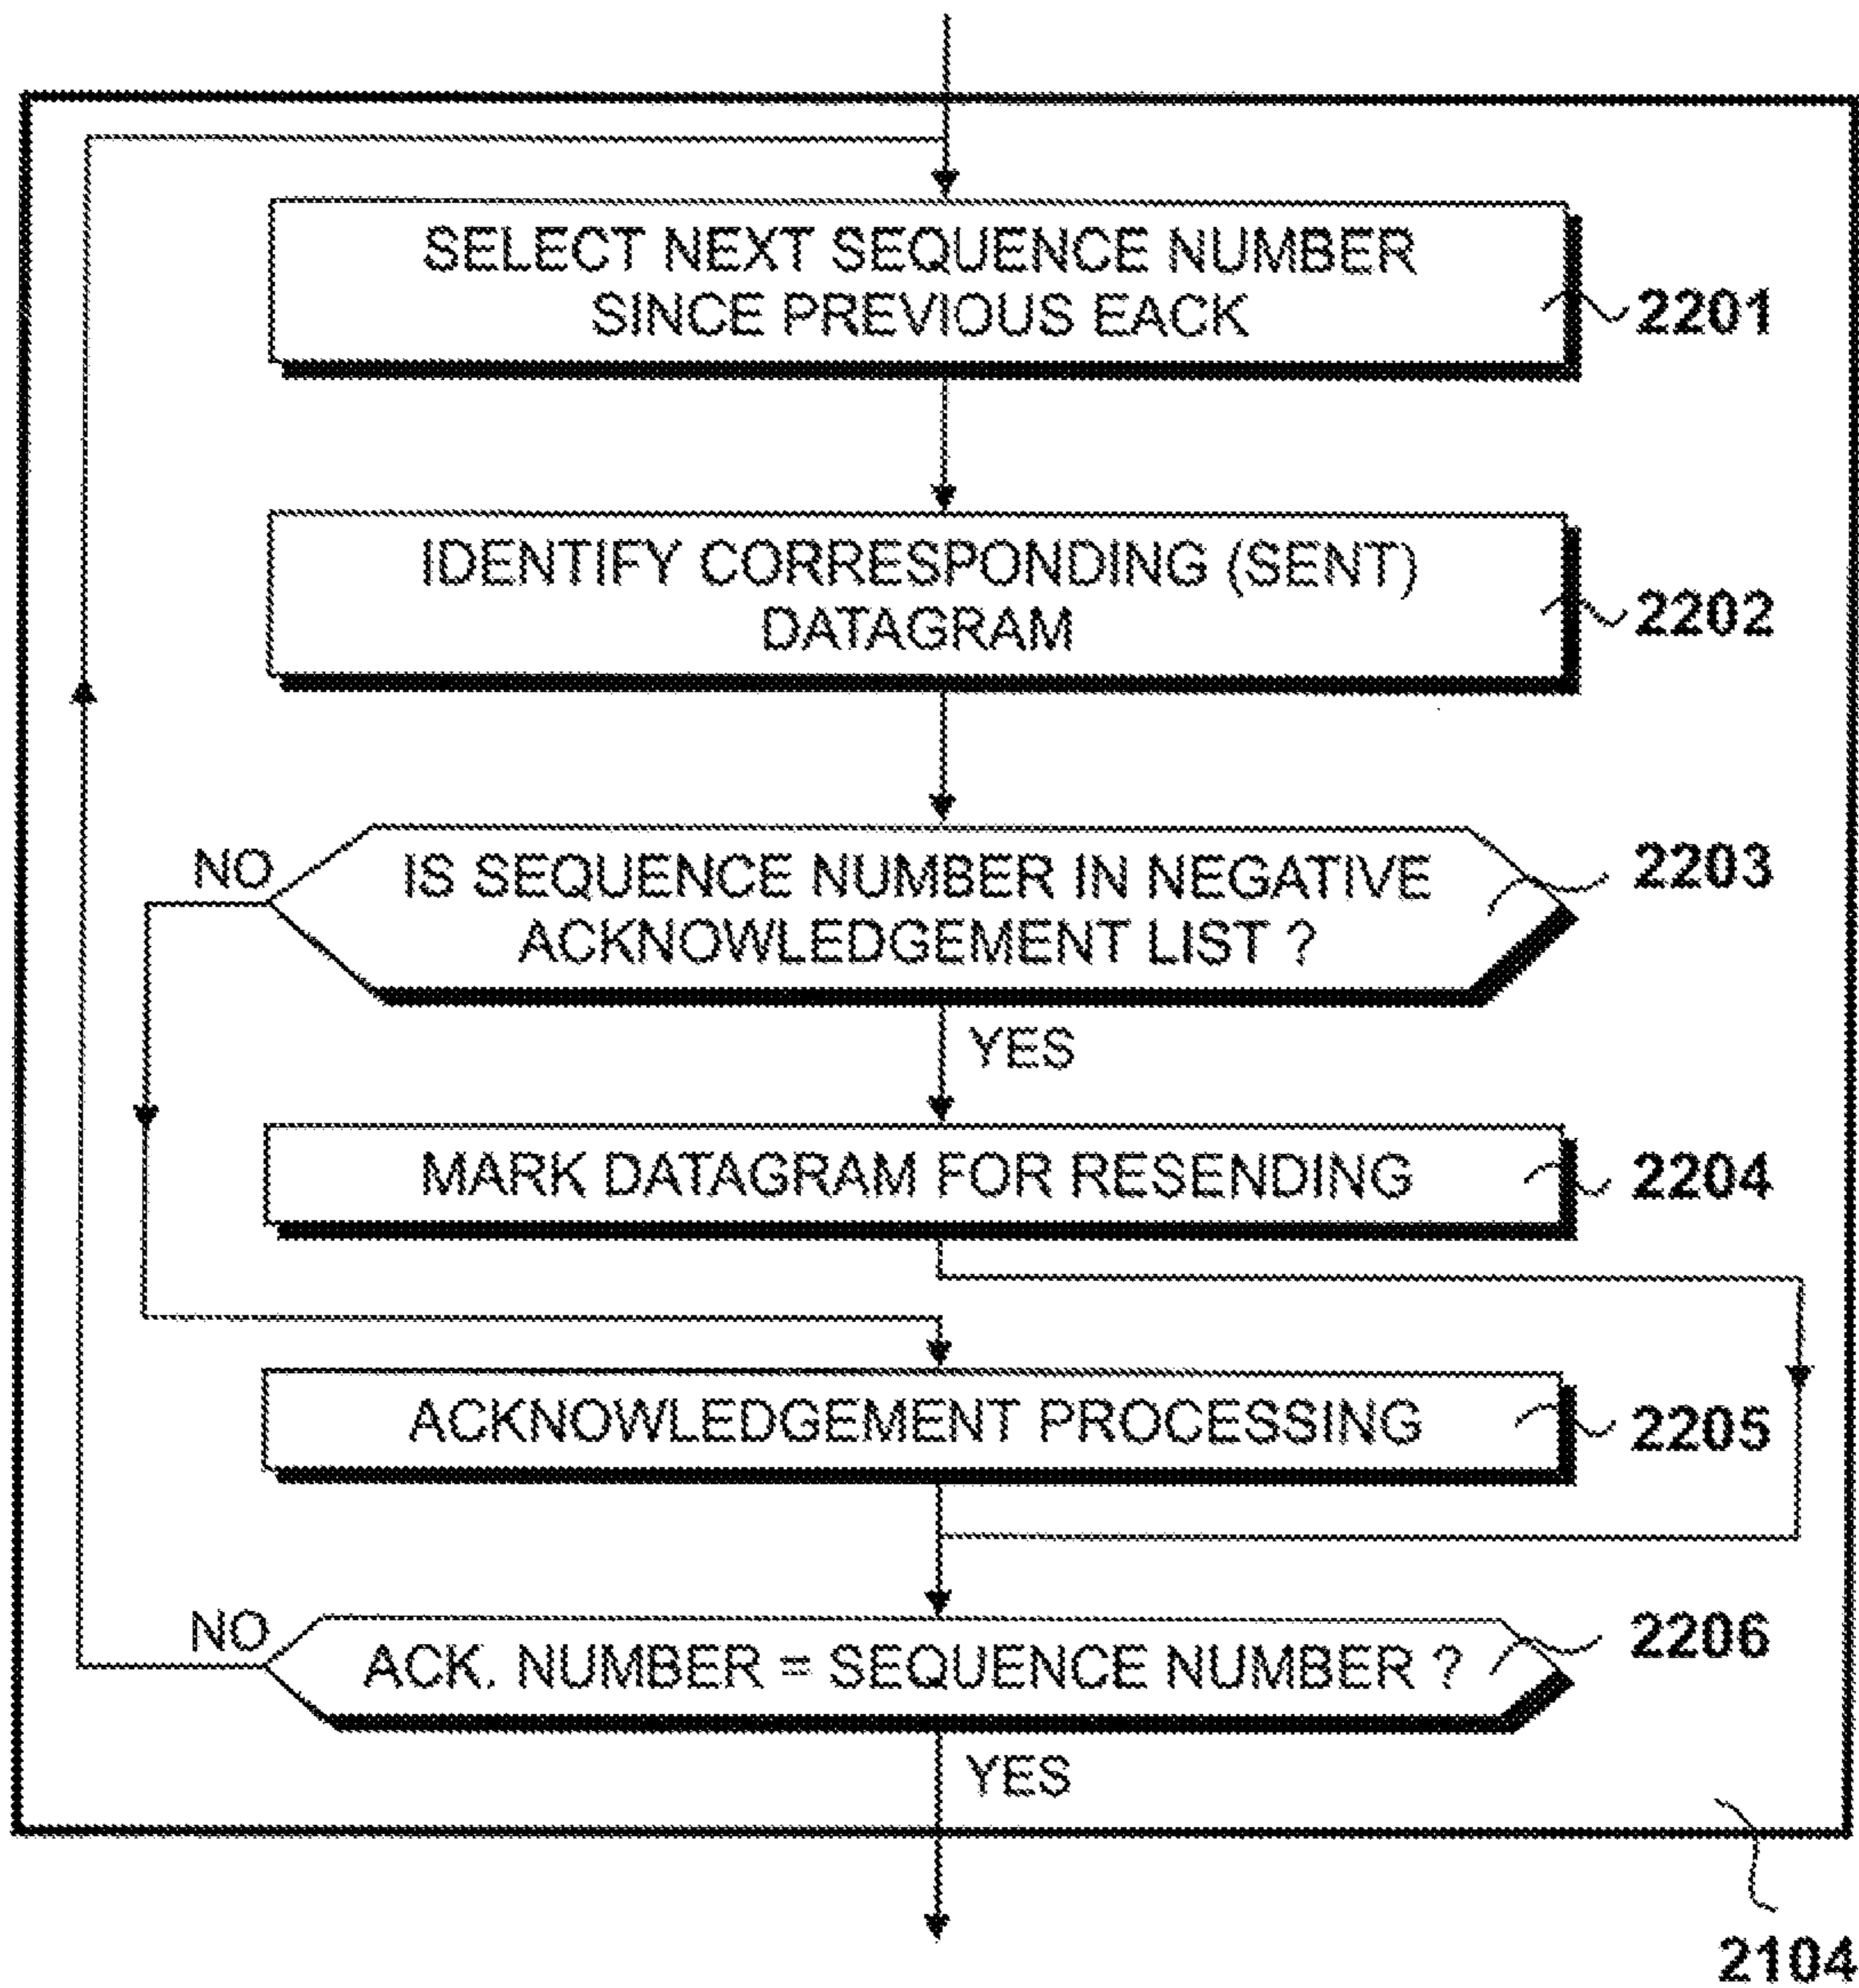 SELECT NEXT SEQUENCE NUMBER
SINCE PREVIOUS EACK
2201
IDENTIFY CORRESPONDING (SENT)
DATAGRAM
2202
NO
IS SEQUENCE NUMBER IN NEGATIVE
ACKNOWLEDGEMENT LIST ?
2203
YES
MARK DATAGRAM FOR RESENDING
2204
ACKNOWLEDGEMENT PROCESSING
2205
NO
ACK. NUMBER = SEQUENCE NUMBER ?
2206
YES
2104